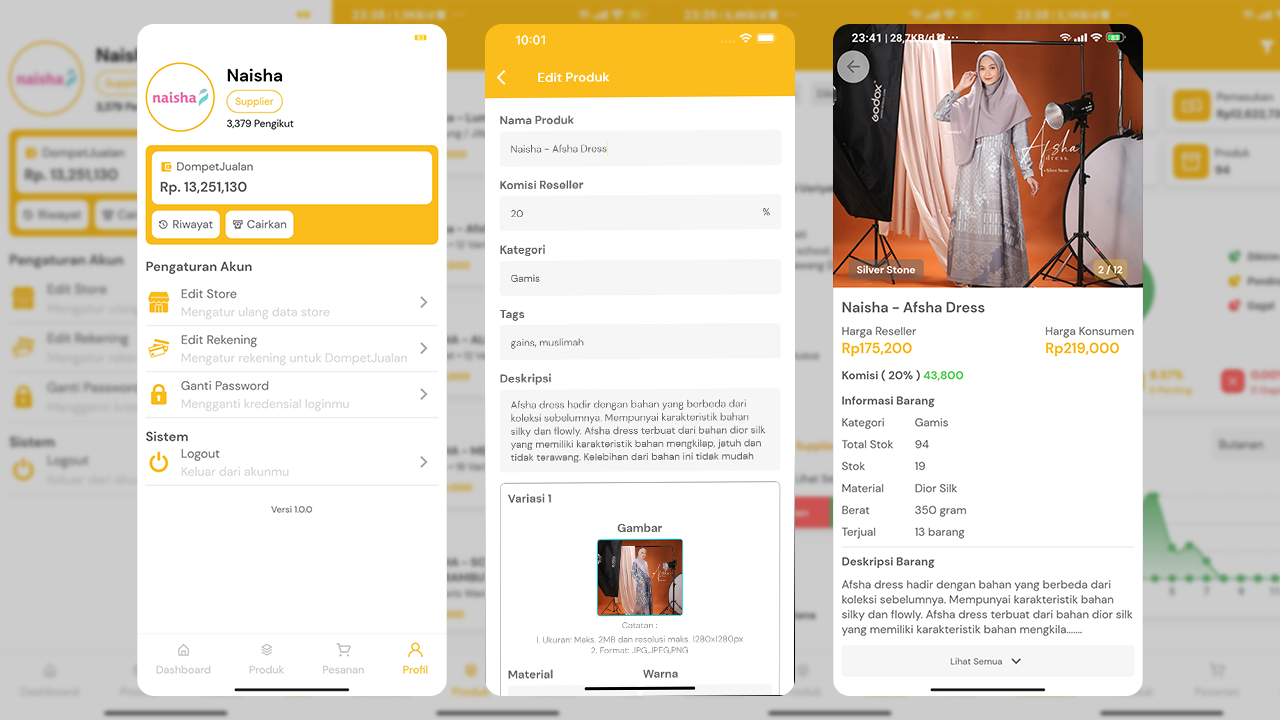 naisha
Naisha
Supplier
3,379 Pengikut
DompetJualan
Rp. 13,251,130
Riwayat
Cairkan
Pengaturan Akun
Edit Store
Mengatur ulang data store
Edit Rekening
Mengatur rekening untuk DompetJualan
Ganti Password
Mengganti kredensial loginmu
Sistem
Logout
Keluar dari akunmu
Versi 1.0.0
Dashboard
Produk
Pesanan
Profil
10:01
Edit Produk
Nama Produk
Naisha - Afsha Dress
Komisi Reseller
20 %
Kategori
Gamis
Tags
gains, muslimah
Deskripsi
Afsha dress hadir dengan bahan yang berbeda dari
koleksi sebelumnya. Mempunyai karakteristik bahan
silky dan flowly. Afsha dress terbuat dari bahan dior silk
yang memiliki karakteristik bahan mengkilap, jatuh dan
tidak terawang. Kelebihan dari bahan ini tidak mudah
Variasi 1
Gambar
Catatan :
1. Ukuran: Maks. 2MB dan resolusi maks. 1280x1280px
2. Format: JPG,JPEG,PNG
Material
Warna
23:41 | 28,7KB/d
Godox
Afsha
dress.
Silver Stone
Silver Stone
2 / 12
Naisha - Afsha Dress
Harga Reseller
Harga Konsumen
Rp175,200
Rp219,000
Komisi ( 20% ) 43,800
Informasi Barang
Kategori Gamis
Total Stok 94
Stok 19
Material Dior Silk
Berat 350 gram
Terjual 13 barang
Deskripsi Barang
Afsha dress hadir dengan bahan yang berbeda dari
koleksi sebelumnya. Mempunyai karakteristik bahan
silky dan flowly. Afsha dress terbuat dari bahan dior silk
yang memiliki karakteristik bahan mengkila.......
Lihat Semua